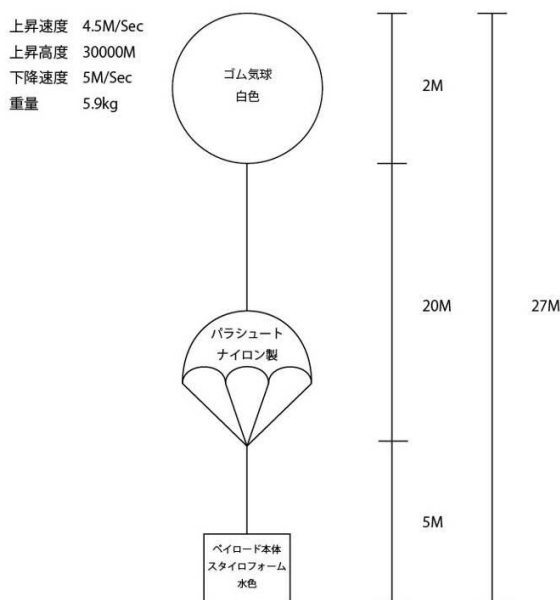 上昇速度 4.5M/Sec
上昇高度 30000M
下降速度 5M/Sec
重量 5.9kg
ゴム気球
白色
2M
パラシュート
ナイロン製
20M
27M
5M
ペイロード本体
スタイロフォーム
水色